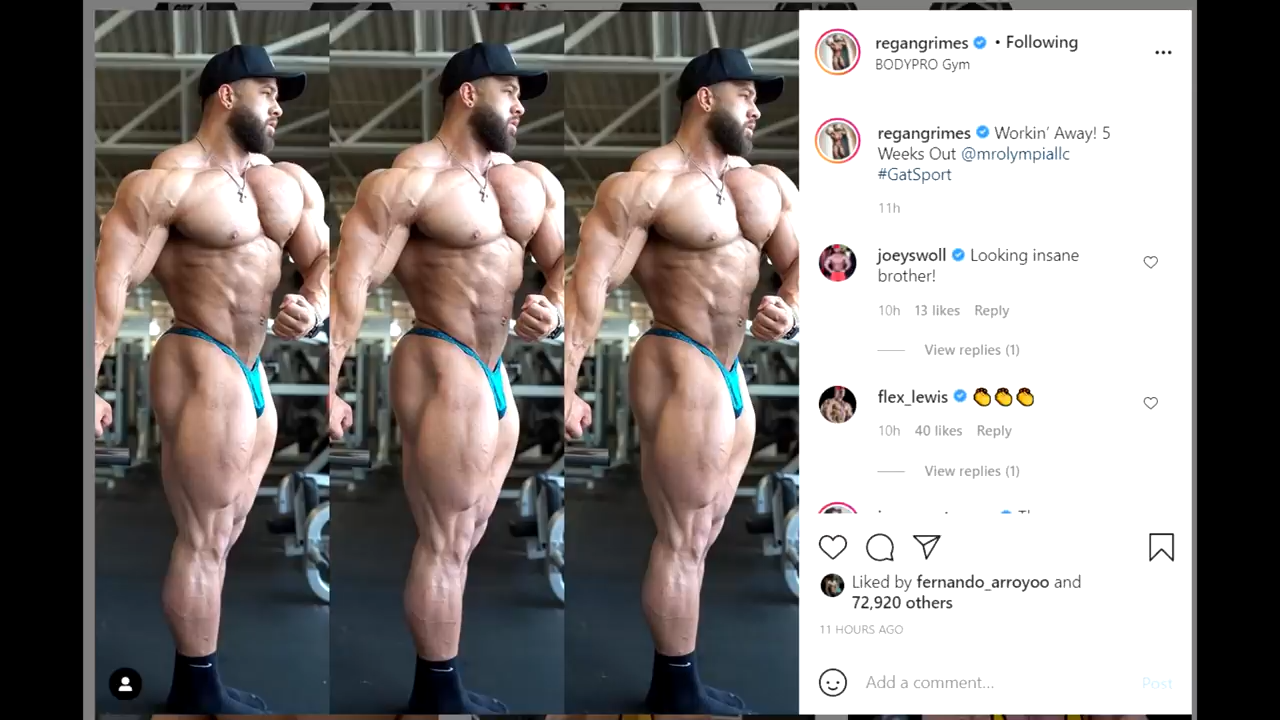 regangrimes • Following
BODYPRO Gym
regangrimes Workin' Away! 5
Weeks Out @mrolympiallc
#GatSport
11h
joeyswoll Looking insane
brother!
10h 13 likes Reply
View replies (1)
flex_lewis 👏👏👏
10h 40 likes Reply
View replies (1)
Liked by fernando_arroyoo and
72,920 others
11 HOURS AGO
Add a comment... Post